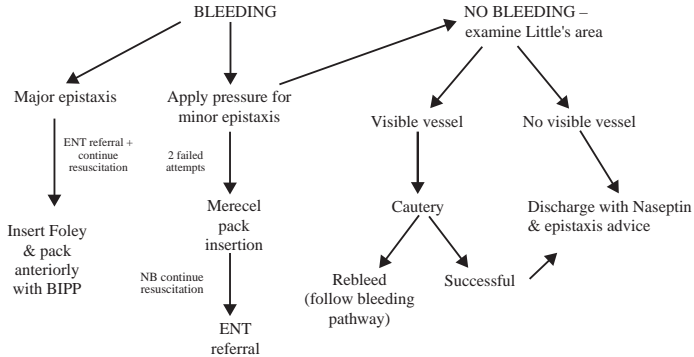 BLEEDING
NO BLEEDING –
examine Little's area
Major epistaxis
Apply pressure for
minor epistaxis
Visible vessel
No visible vessel
ENT referral +
continue
resuscitation
2 failed
attempts
Insert Foley
& pack
anteriorly
with BIPP
Merecel
pack
insertion
Cautery
Discharge with Naseptin
& epistaxis advice
NB continue
resuscitation
Rebleed
(follow bleeding
pathway)
Successful
ENT
referral